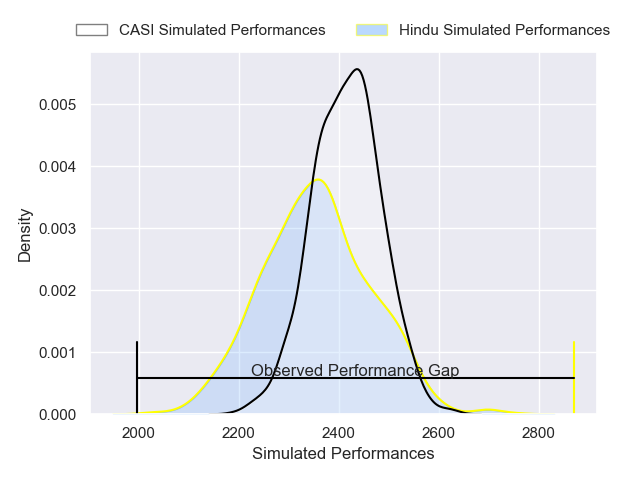 CASI Simulated Performances
Hindu Simulated Performances
Density
0.005
0.004
0.003
0.002
0.001
0.000
Observed Performance Gap
2000 2200 2400 2600 2800
Simulated Performances